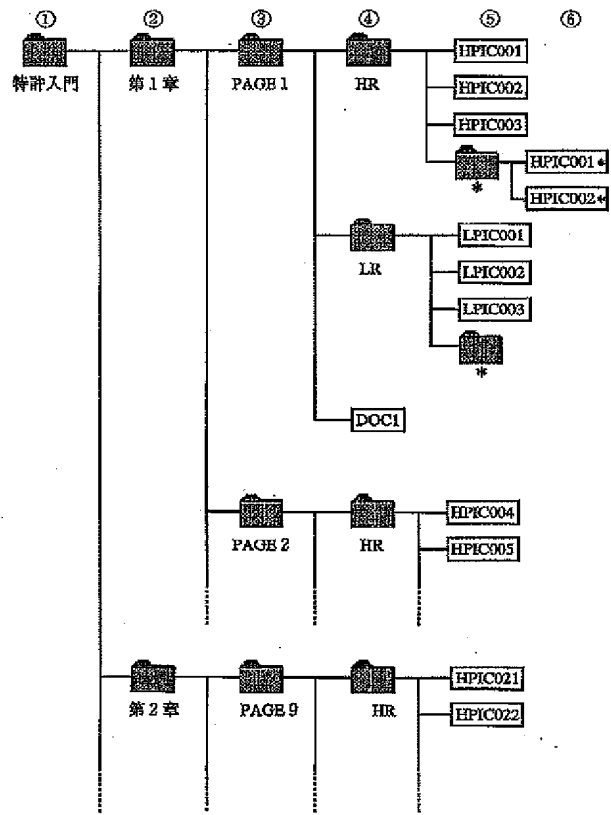 ① ② ③ ④ ⑤ ⑥
特許入門 第1章 PAGE 1 HR HPIC001
HPIC002
HPIC003
* HPIC001*
HPIC002*
LR LPIC001
LPIC002
LPIC003
*
DOC1
PAGE 2 HR HPIC004
HPIC005
第2章 PAGE 9 HR HPIC021
HPIC022